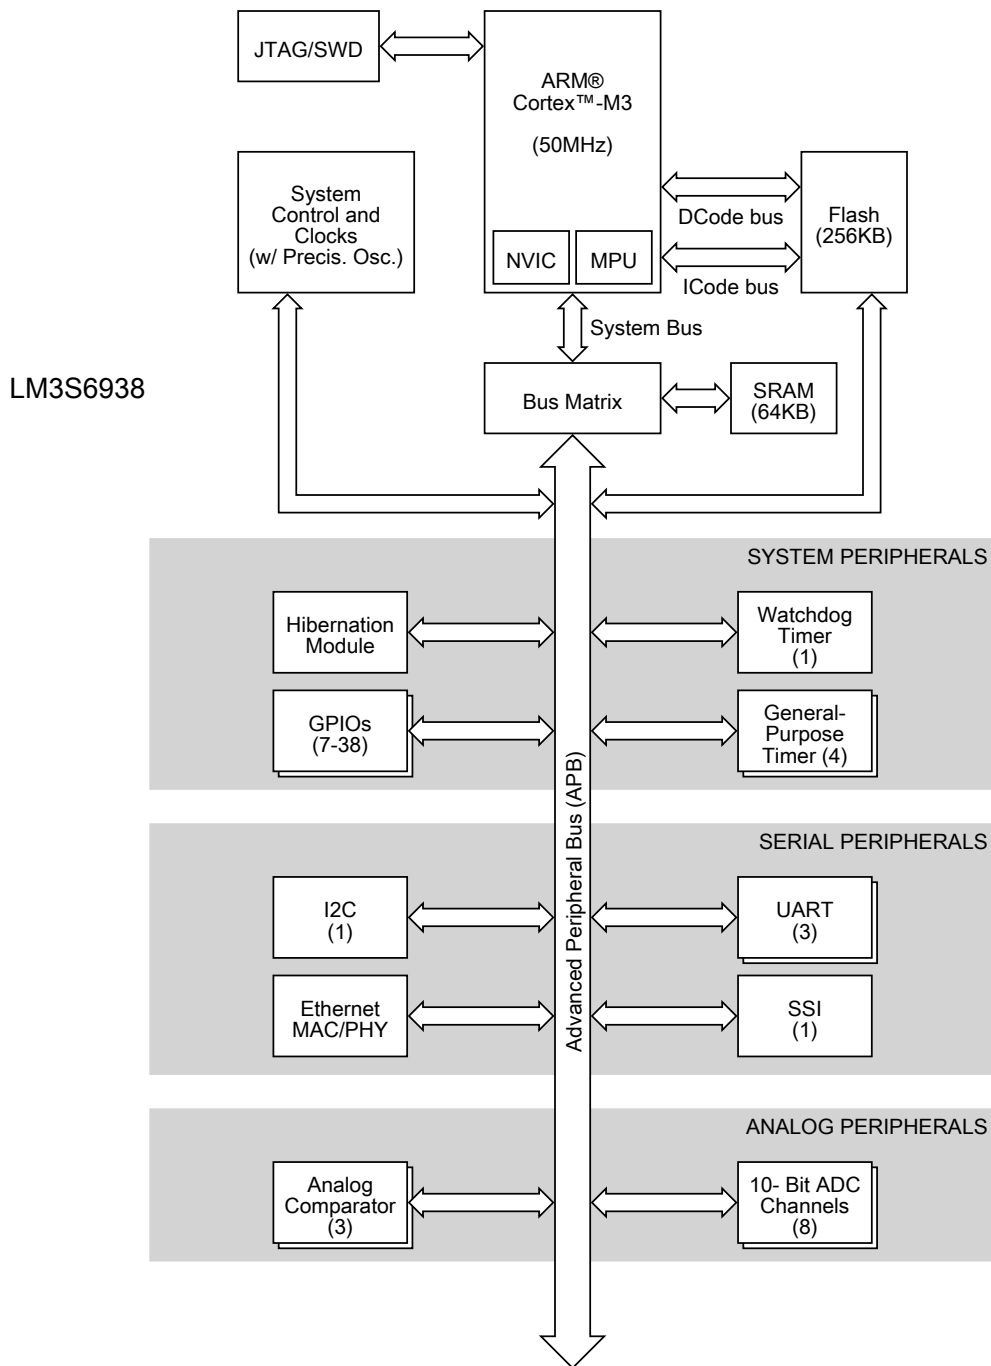 JTAG/SWD
ARM®
Cortex™-M3
(50MHz)
System
Control and
Clocks
(w/ Precis. Osc.)
DCode bus
Flash
(256KB)
NVIC
MPU
ICode bus
System Bus
LM3S6938
Bus Matrix
SRAM
(64KB)
SYSTEM PERIPHERALS
Hibernation
Module
Watchdog
Timer
(1)
GPIOs
(7-38)
General-
Purpose
Timer (4)
Advanced Peripheral Bus (APB)
SERIAL PERIPHERALS
I2C
(1)
UART
(3)
Ethernet
MAC/PHY
SSI
(1)
ANALOG PERIPHERALS
Analog
Comparator
(3)
10- Bit ADC
Channels
(8)